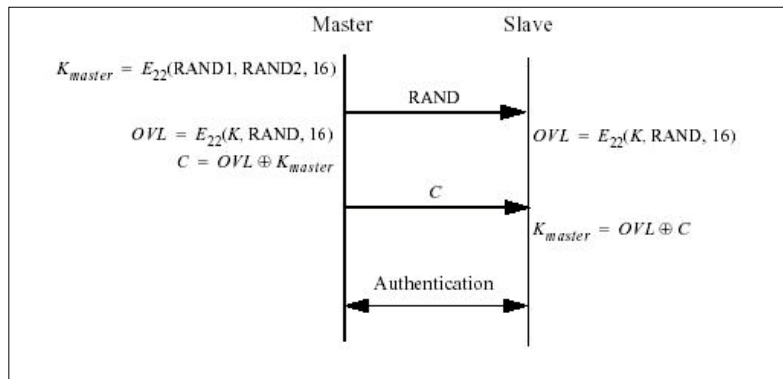 Master Slave
K_master = E_22(RAND1, RAND2, 16)
RAND
OVL = E_22(K, RAND, 16) OVL = E_22(K, RAND, 16)
C = OVL ⊕ K_master
C
K_master = OVL ⊕ C
Authentication